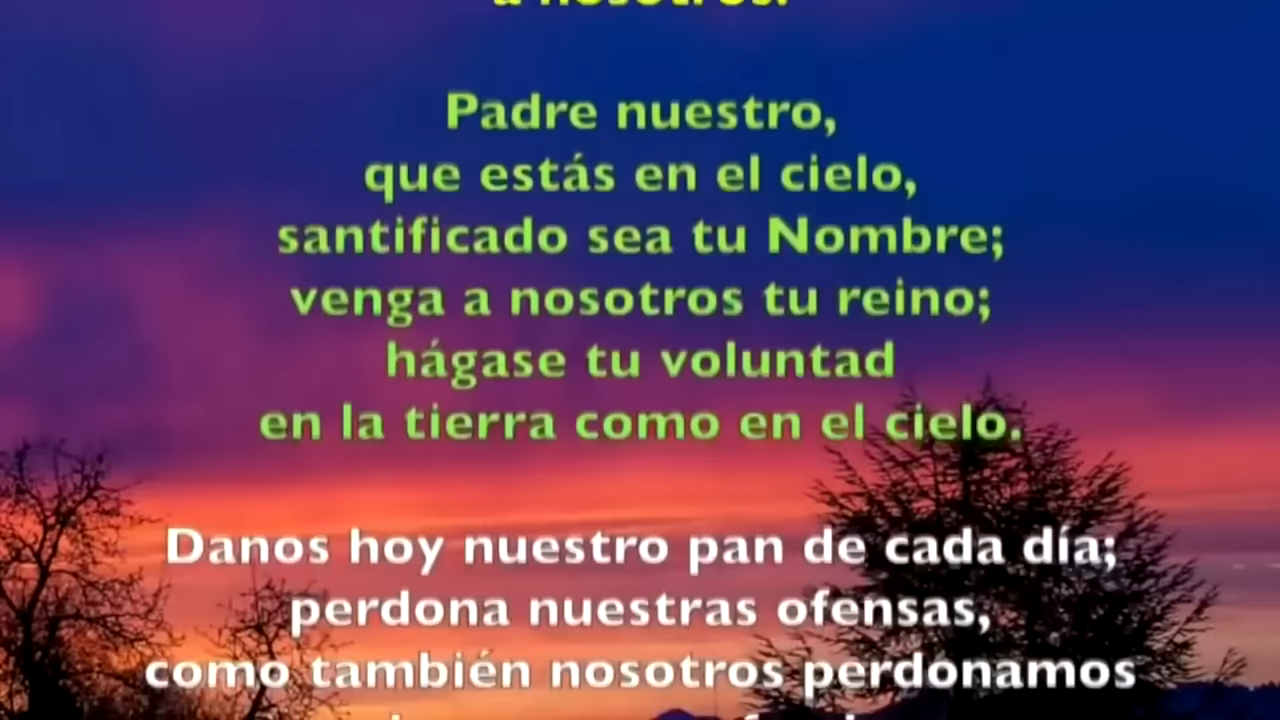 a nosotros.
Padre nuestro,
que estás en el cielo,
santificado sea tu Nombre;
venga a nosotros tu reino;
hágase tu voluntad
en la tierra como en el cielo.
Danos hoy nuestro pan de cada día;
perdona nuestras ofensas,
como también nosotros perdonamos